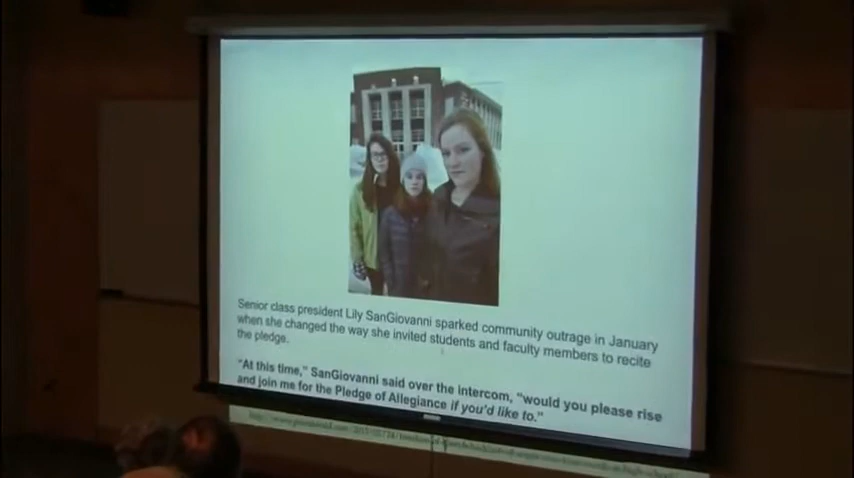 Senior class president Lily SanGiovanni sparked community outrage in January
when she changed the way she invited students and faculty members to recite
the pledge.
"At this time," SanGiovanni said over the intercom, "would you please rise
and join me for the Pledge of Allegiance if you'd like to."